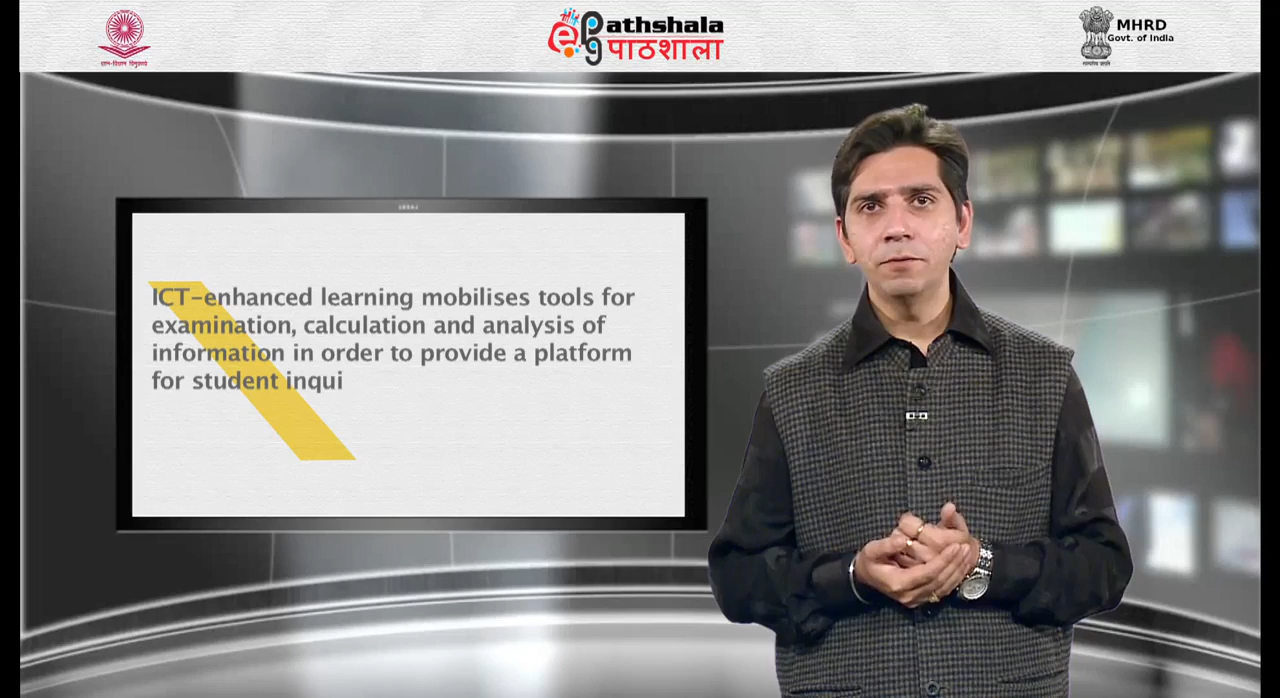 ePathshala
पाठशाला
MHRD
Govt. of India
ICT-enhanced learning mobilises tools for
examination, calculation and analysis of
information in order to provide a platform
for student inqui